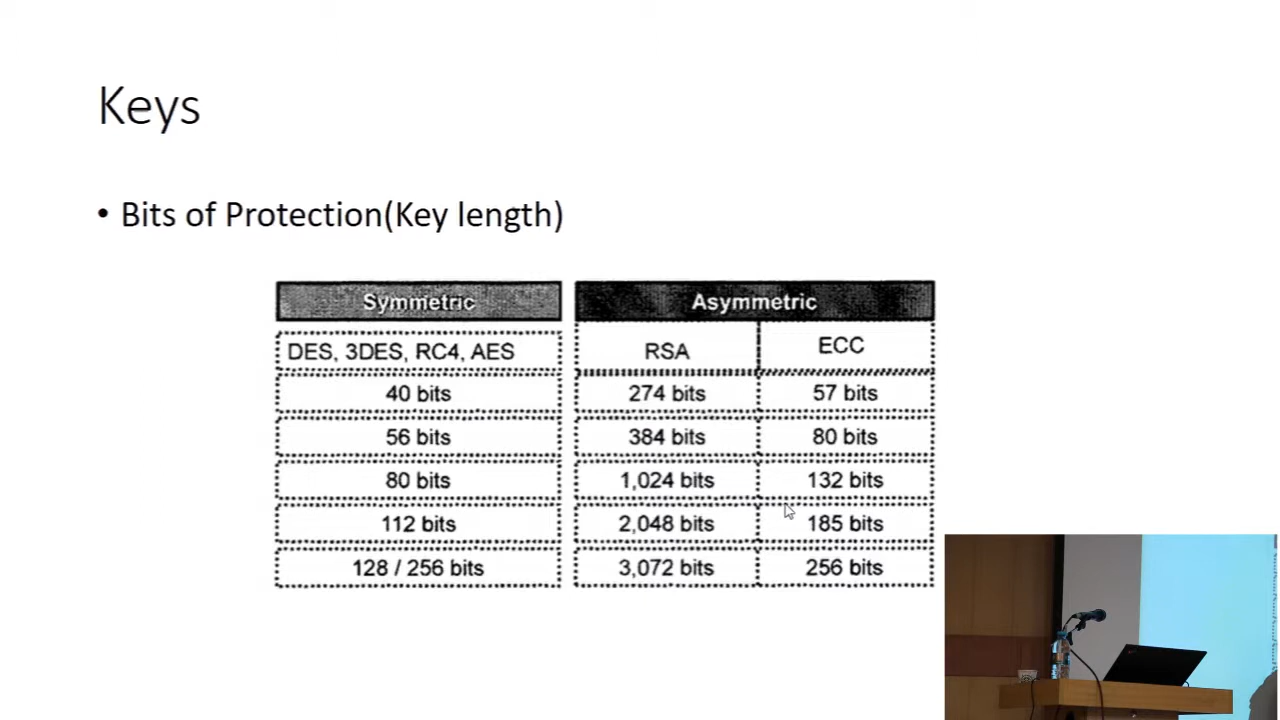 Keys
• Bits of Protection(Key length)
Symmetric Asymmetric
DES, 3DES, RC4, AES RSA ECC
40 bits 274 bits 57 bits
56 bits 384 bits 80 bits
80 bits 1,024 bits 132 bits
112 bits 2,048 bits 185 bits
128 / 256 bits 3,072 bits 256 bits